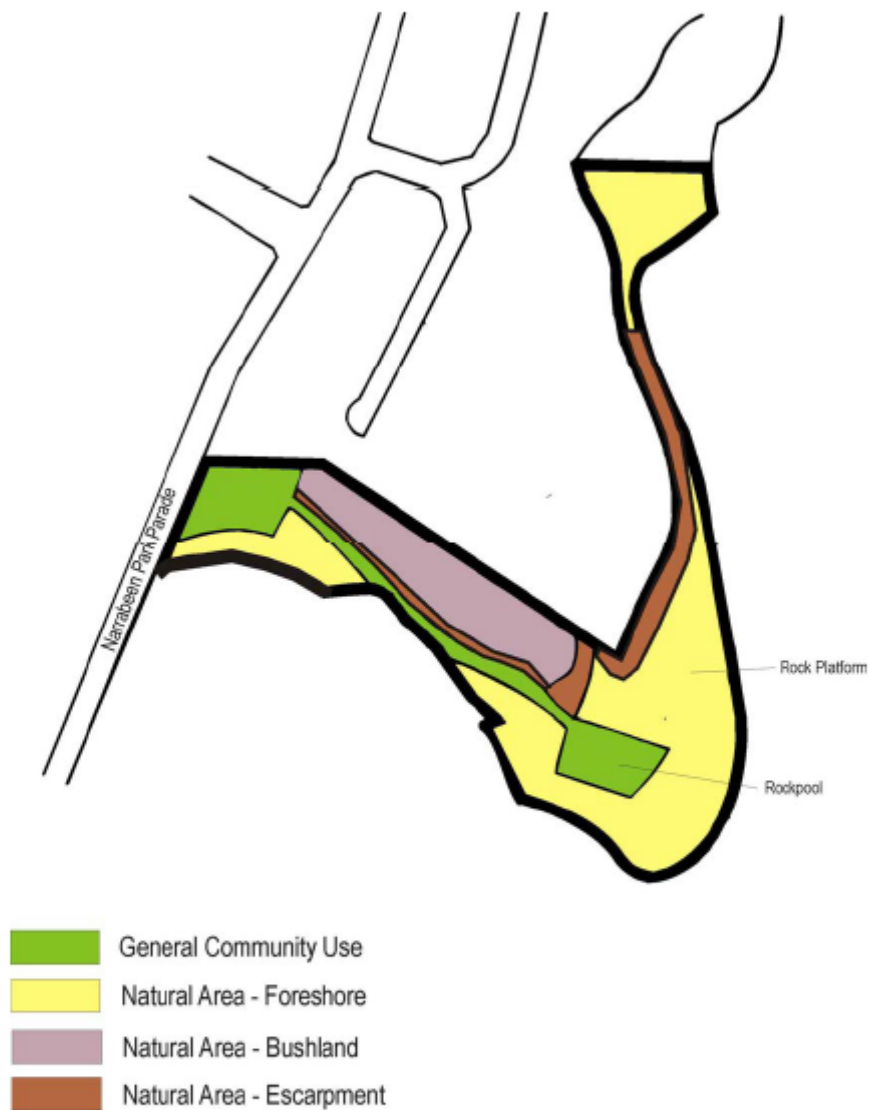 Narrabeen Park Parade
Rock Platform
Rockpool
General Community Use
Natural Area - Foreshore
Natural Area - Bushland
Natural Area - Escarpment